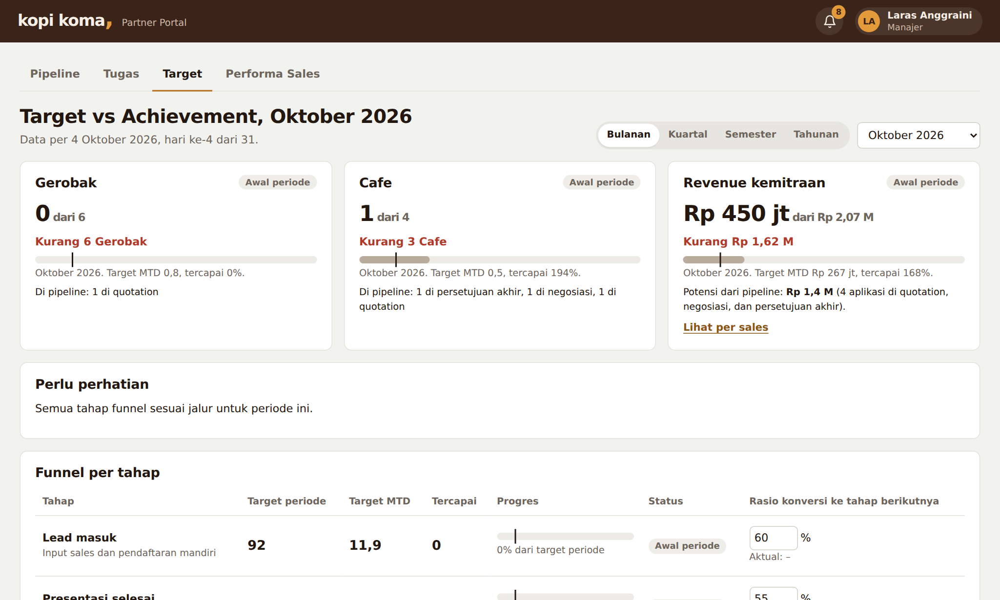 kopi koma, Partner Portal
8
LA
Laras Anggraini
Manajer
Pipeline Tugas Target Performa Sales
Target vs Achievement, Oktober 2026
Data per 4 Oktober 2026, hari ke-4 dari 31.
Bulanan Kuartal Semester Tahunan
Oktober 2026
Gerobak
Awal periode
0 dari 6
Kurang 6 Gerobak
Oktober 2026. Target MTD 0,8, tercapai 0%.
Di pipeline: 1 di quotation
Cafe
Awal periode
1 dari 4
Kurang 3 Cafe
Oktober 2026. Target MTD 0,5, tercapai 194%.
Di pipeline: 1 di persetujuan akhir, 1 di negosiasi, 1 di
quotation
Revenue kemitraan
Awal periode
Rp 450 jt dari Rp 2,07 M
Kurang Rp 1,62 M
Oktober 2026. Target MTD Rp 267 jt, tercapai 168%.
Potensi dari pipeline: Rp 1,4 M (4 aplikasi di quotation,
negosiasi, dan persetujuan akhir).
Lihat per sales
Perlu perhatian
Semua tahap funnel sesuai jalur untuk periode ini.
Funnel per tahap
Tahap Target periode Target MTD Tercapai Progres Status Rasio konversi ke tahap berikutnya
Lead masuk
Input sales dan pendaftaran mandiri
92
11,9
0
0% dari target periode
Awal periode
60 %
Aktual: –
Presentasi selesai
55 %